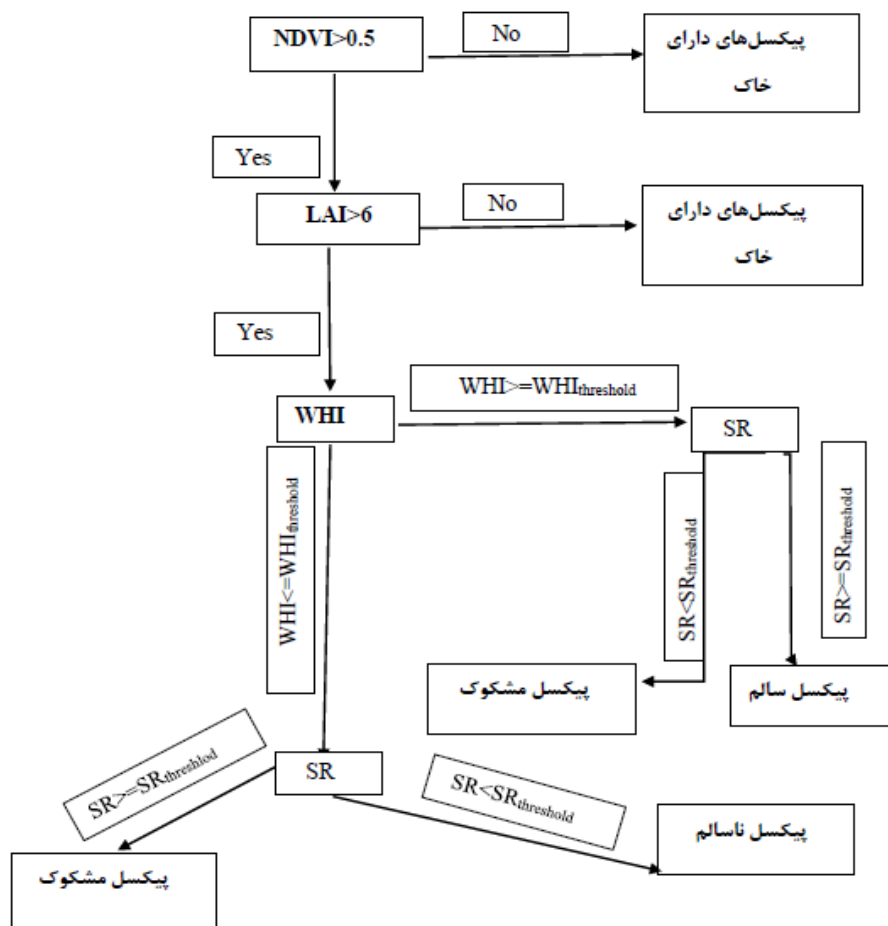 NDVI>0.5
No
پیکسل‌های دارای
خاک
Yes
LAI>6
No
پیکسل‌های دارای
خاک
Yes
WHI>=WHIthreshold
WHI
SR
WHI<=WHIthreshold
SR<SRthreshold
SR>=SRthreshold
پیکسل مشکوک
پیکسل سالم
SR>=SRthreshlod
SR
SR<SRthreshold
پیکسل ناسالم
پیکسل مشکوک